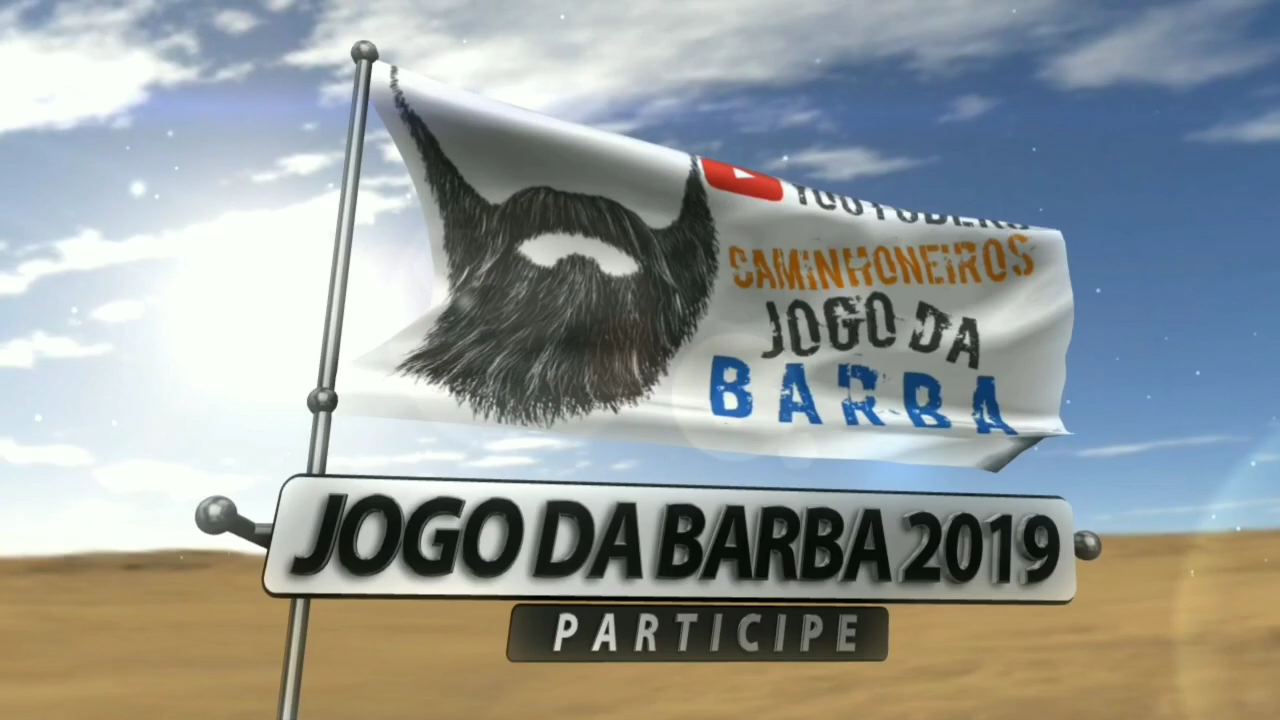 YOUTUBERS
CAMINHONEIROS
JOGO DA
BARBA
JOGO DA BARBA 2019
PARTICIPE